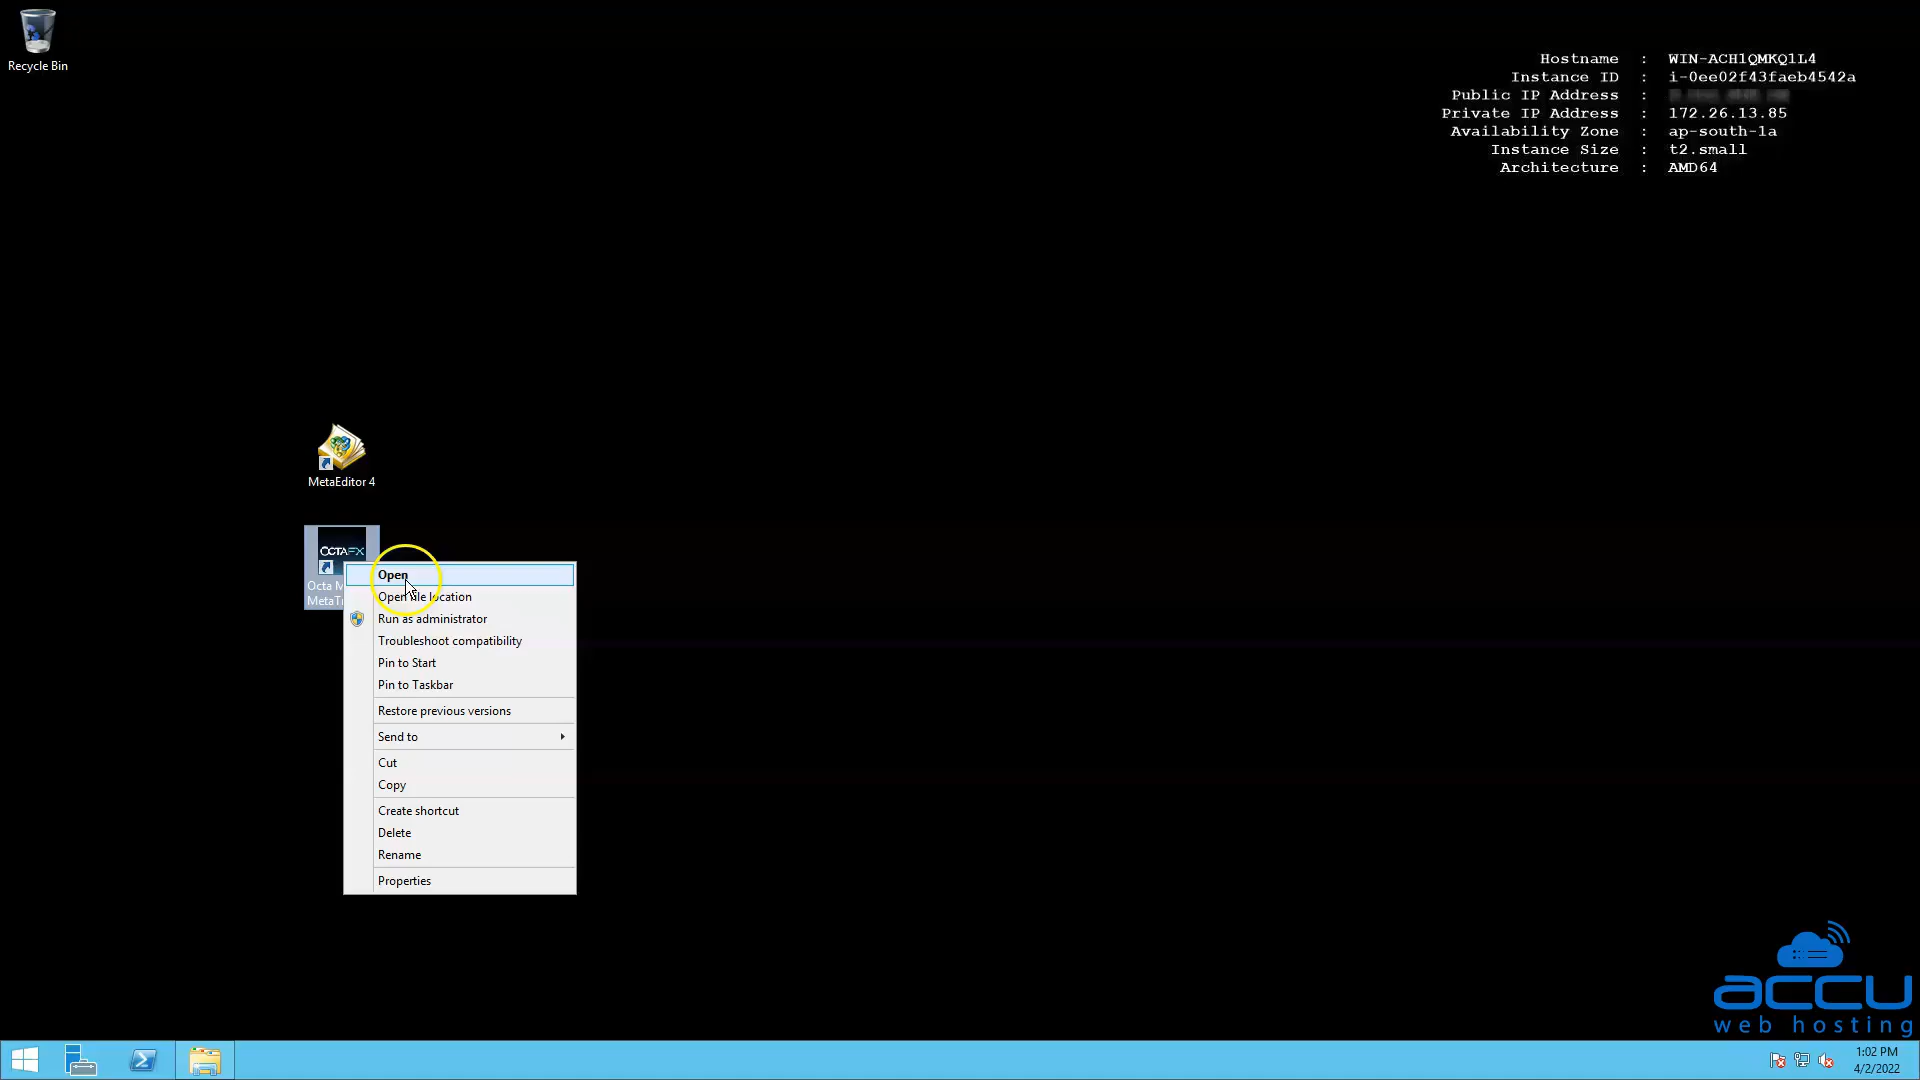 Recycle Bin
Hostname : WIN-ACH1QMKQ1L4
Instance ID : i-0ee02f43faeb4542a
Public IP Address :
Private IP Address : 172.26.13.85
Availability Zone : ap-south-1a
Instance Size : t2.small
Architecture : AMD64
MetaEditor 4
OCTAFX
Octa
Open
Open file location
Run as administrator
Troubleshoot compatibility
Pin to Start
Pin to Taskbar
Restore previous versions
Send to
Cut
Copy
Create shortcut
Delete
Rename
Properties
accu
web hosting
1:02 PM
4/2/2022